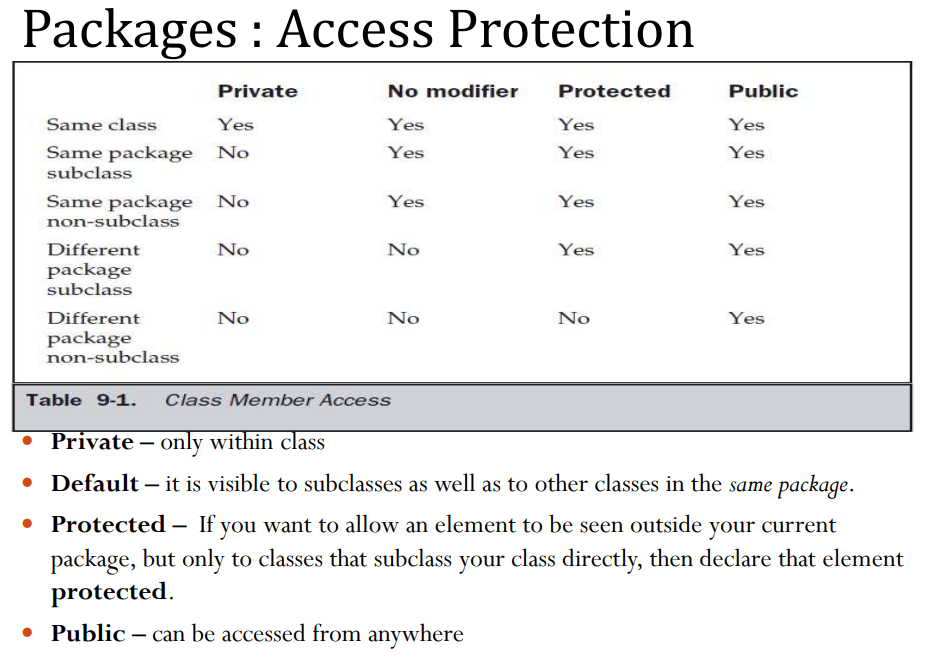 Packages : Access Protection
Private No modifier Protected Public
Same class Yes Yes Yes Yes
Same package No Yes Yes Yes
subclass
Same package No Yes Yes Yes
non-subclass
Different No No Yes Yes
package
subclass
Different No No No Yes
package
non-subclass
Table 9-1. Class Member Access
• Private – only within class
• Default – it is visible to subclasses as well as to other classes in the same package.
• Protected – If you want to allow an element to be seen outside your current
package, but only to classes that subclass your class directly, then declare that element
protected.
• Public – can be accessed from anywhere